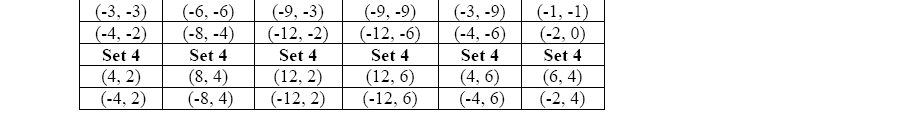 (-3, -3) (-6, -6) (-9, -3) (-9, -9) (-3, -9) (-1, -1)
(-4, -2) (-8, -4) (-12, -2) (-12, -6) (-4, -6) (-2, 0)
Set 4 Set 4 Set 4 Set 4 Set 4 Set 4
(4, 2) (8, 4) (12, 2) (12, 6) (4, 6) (6, 4)
(-4, 2) (-8, 4) (-12, 2) (-12, 6) (-4, 6) (-2, 4)